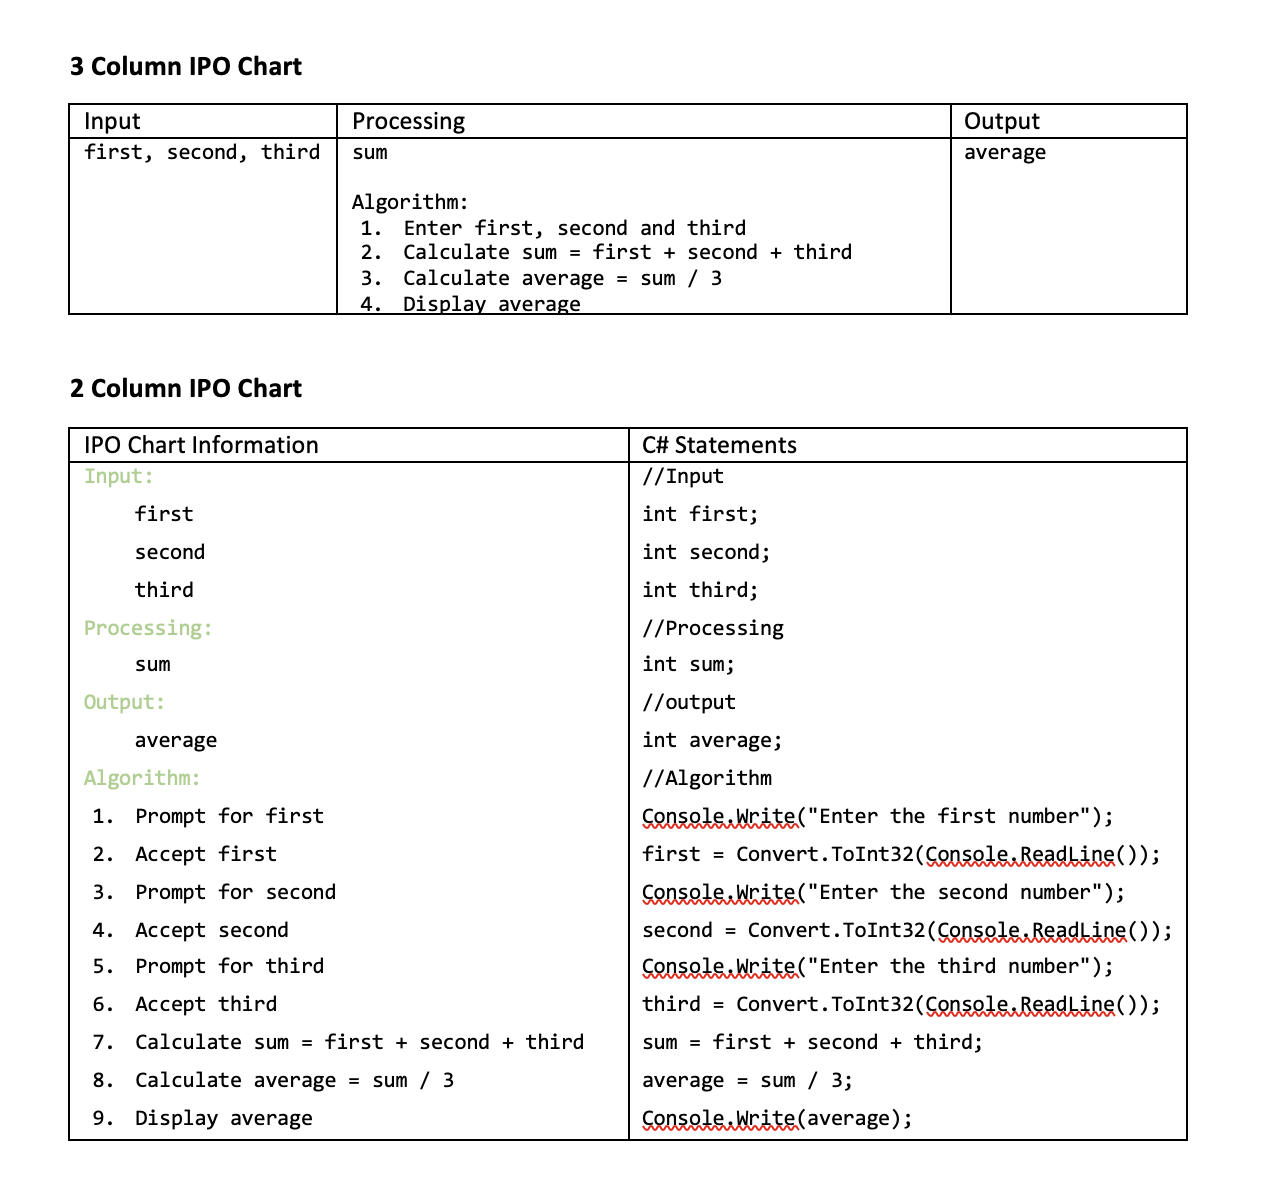 3 Column IPO Chart
Input Processing Output
first, second, third sum average
Algorithm:
1. Enter first, second and third
2. Calculate sum = first + second + third
3. Calculate average = sum / 3
4. Display average
2 Column IPO Chart
IPO Chart Information C# Statements
Input: //Input
first int first;
second int second;
third int third;
Processing: //Processing
sum int sum;
Output: //output
average int average;
Algorithm: //Algorithm
1. Prompt for first Console.Write("Enter the first number");
2. Accept first first = Convert.ToInt32(Console.ReadLine());
3. Prompt for second Console.Write("Enter the second number");
4. Accept second second = Convert.ToInt32(Console.ReadLine());
5. Prompt for third Console.Write("Enter the third number");
6. Accept third third = Convert.ToInt32(Console.ReadLine());
7. Calculate sum = first + second + third sum = first + second + third;
8. Calculate average = sum / 3 average = sum / 3;
9. Display average Console.Write(average);